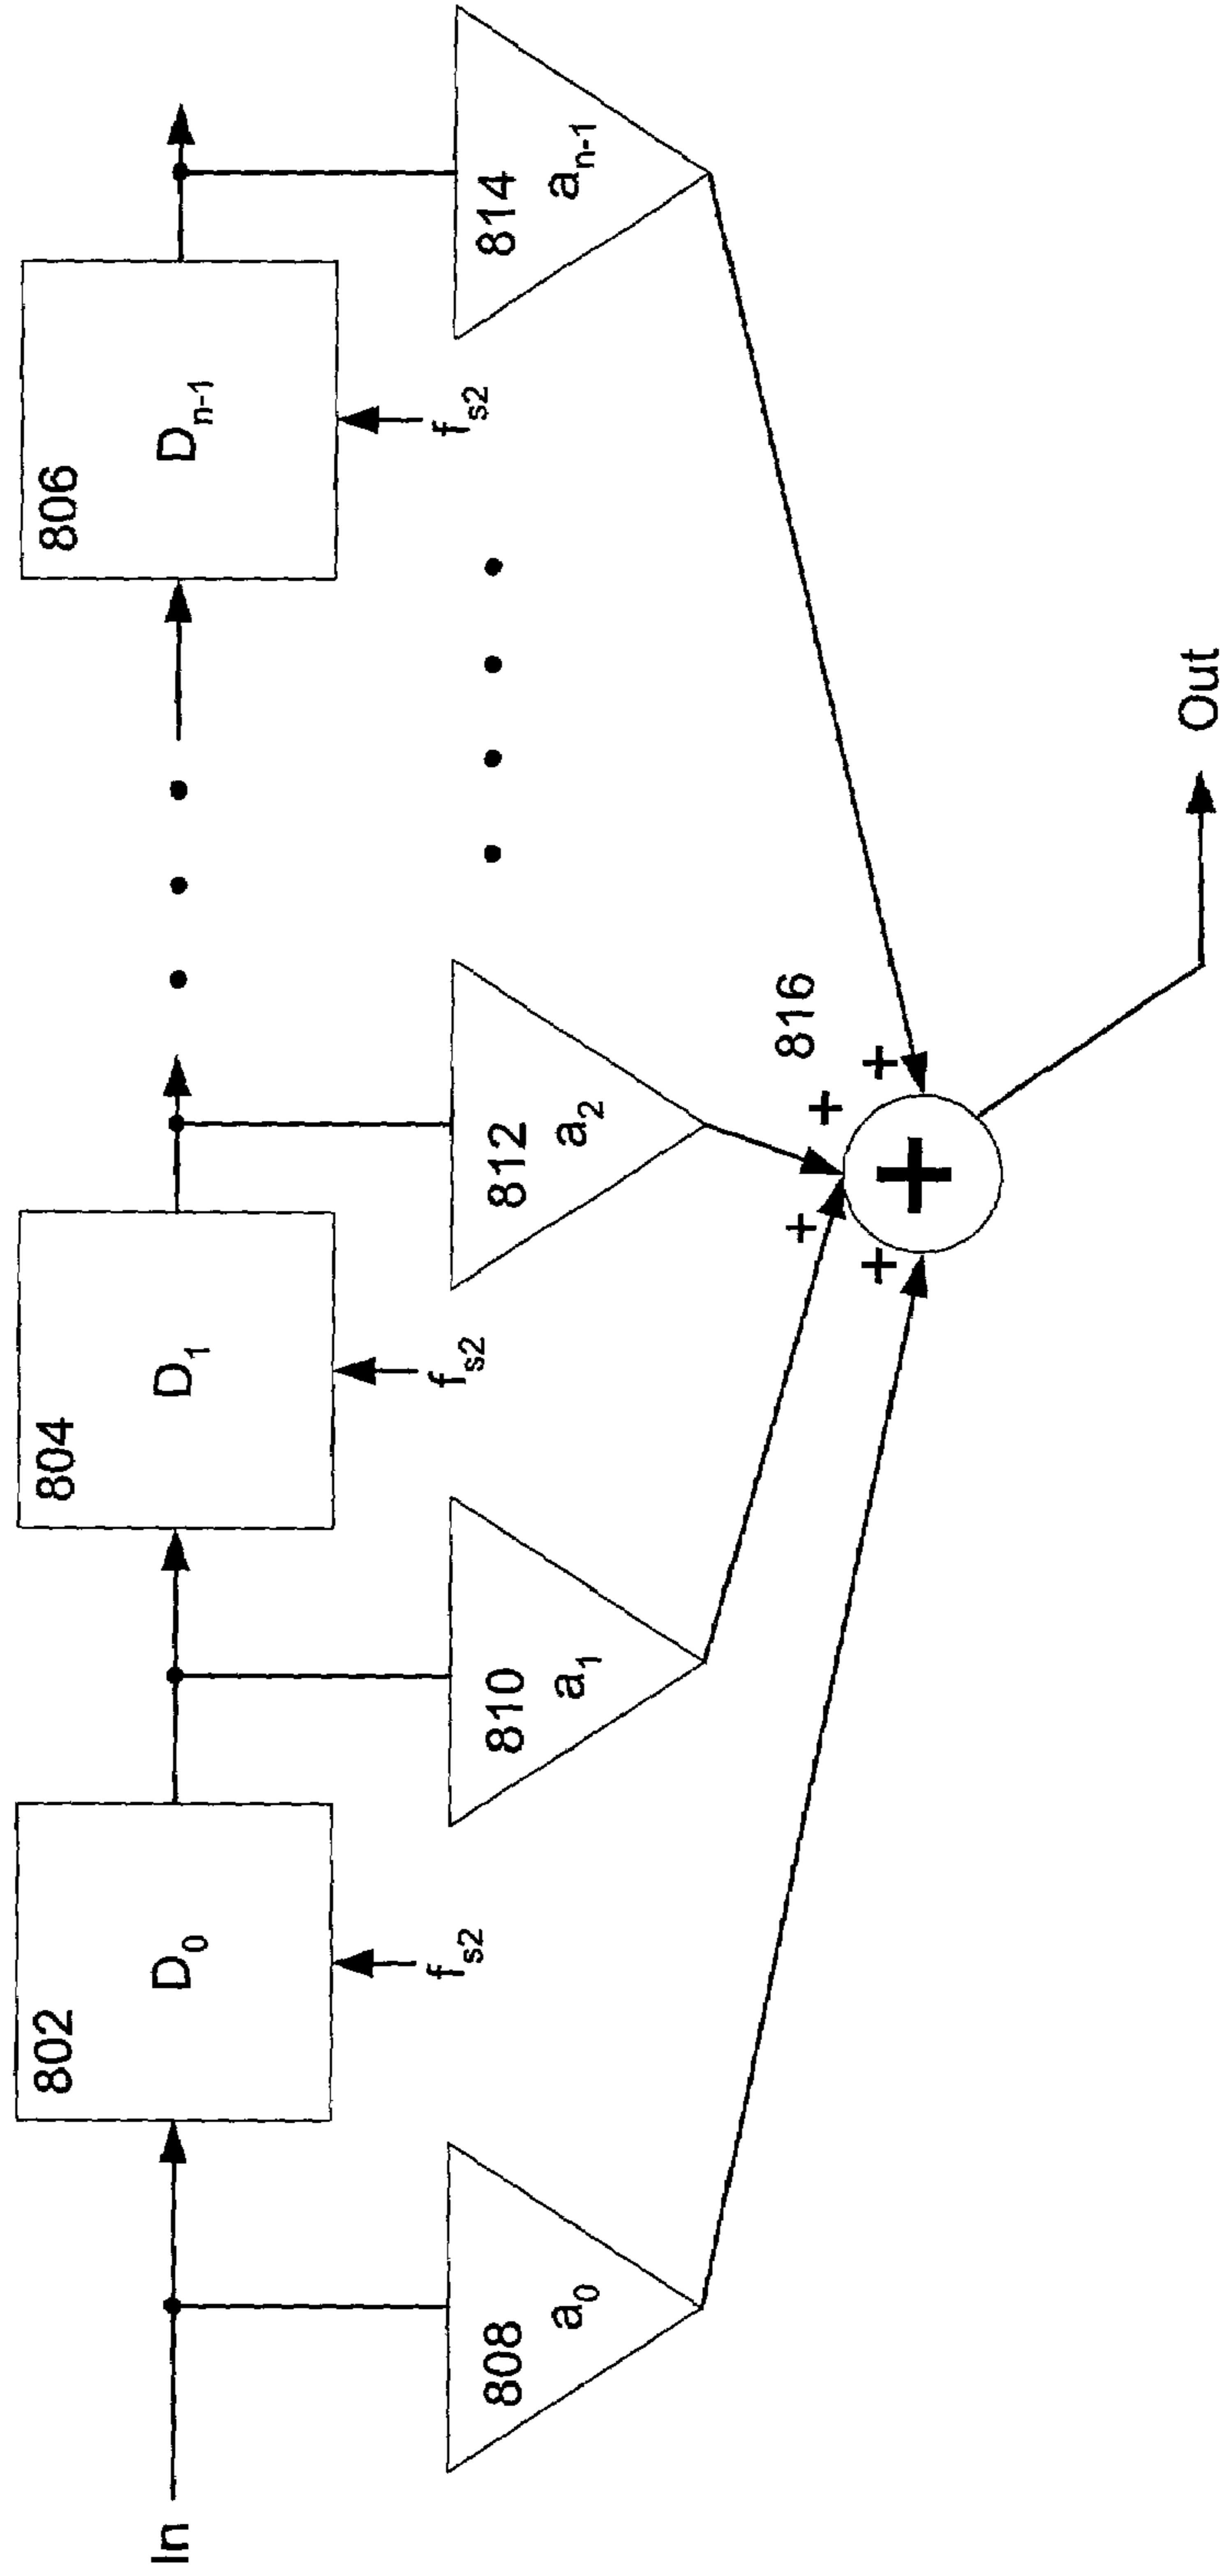 In
802
D0
fs2
804
D1
fs2
806
Dn-1
fs2
808
a0
810
a1
812
a2
814
an-1
816
+
+
+
+
+
Out